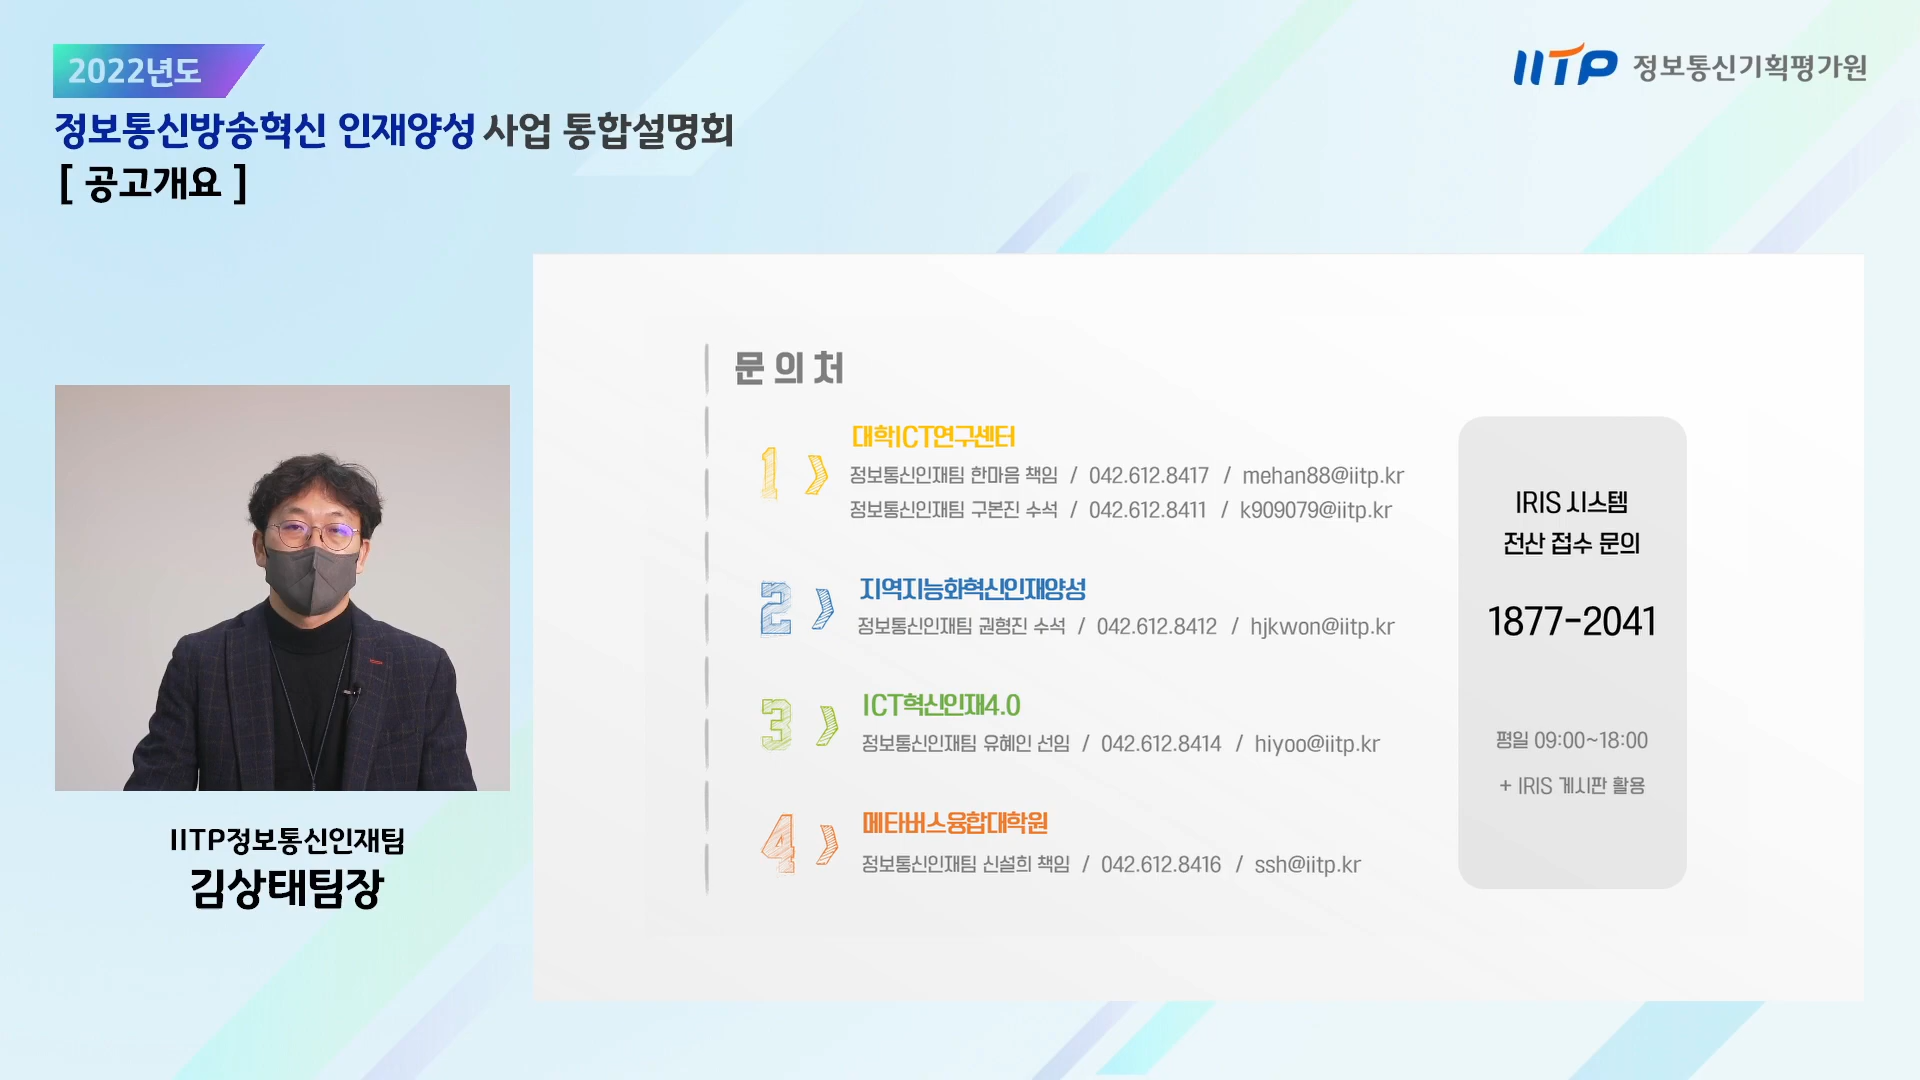 2022년도
정보통신방송혁신 인재양성 사업 통합설명회
[ 공고개요 ]
IITP 정보통신기획평가원
문의처
1 대학ICT연구센터
정보통신인재팀 한마음 책임 / 042.612.8417 / mehan88@iitp.kr
정보통신인재팀 구본진 수석 / 042.612.8411 / k909079@iitp.kr
2 지역지능화혁신인재양성
정보통신인재팀 권형진 수석 / 042.612.8412 / hjkwon@iitp.kr
3 ICT혁신인재4.0
정보통신인재팀 유혜인 선임 / 042.612.8414 / hiyoo@iitp.kr
4 메타버스융합대학원
정보통신인재팀 신설희 책임 / 042.612.8416 / ssh@iitp.kr
IRIS 시스템
전산 접수 문의
1877-2041
평일 09:00~18:00
+ IRIS 게시판 활용
IITP정보통신인재팀
김상태팀장